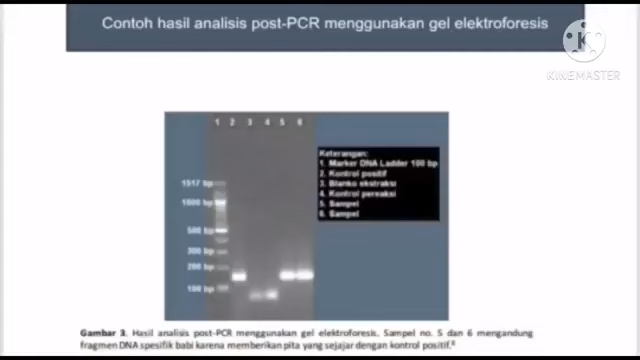 Contoh hasil analisis post-PCR menggunakan gel elektroforesis
KINEMASTER
1 2 3 4 5 6
Keterangan:
1. Marker DNA Ladder 100 bp
2. Kontrol positif
3. Blanko ekstraksi
4. Kontrol pereaksi
5. Sampel
6. Sampel
1517 bp
1000 bp
500 bp
300 bp
200 bp
100 bp
Gambar 3. Hasil analisis post-PCR menggunakan gel elektroforesis. Sampel no. 5 dan 6 mengandung
fragmen DNA spesifik babi karena memberikan pita yang sejajar dengan kontrol positif.